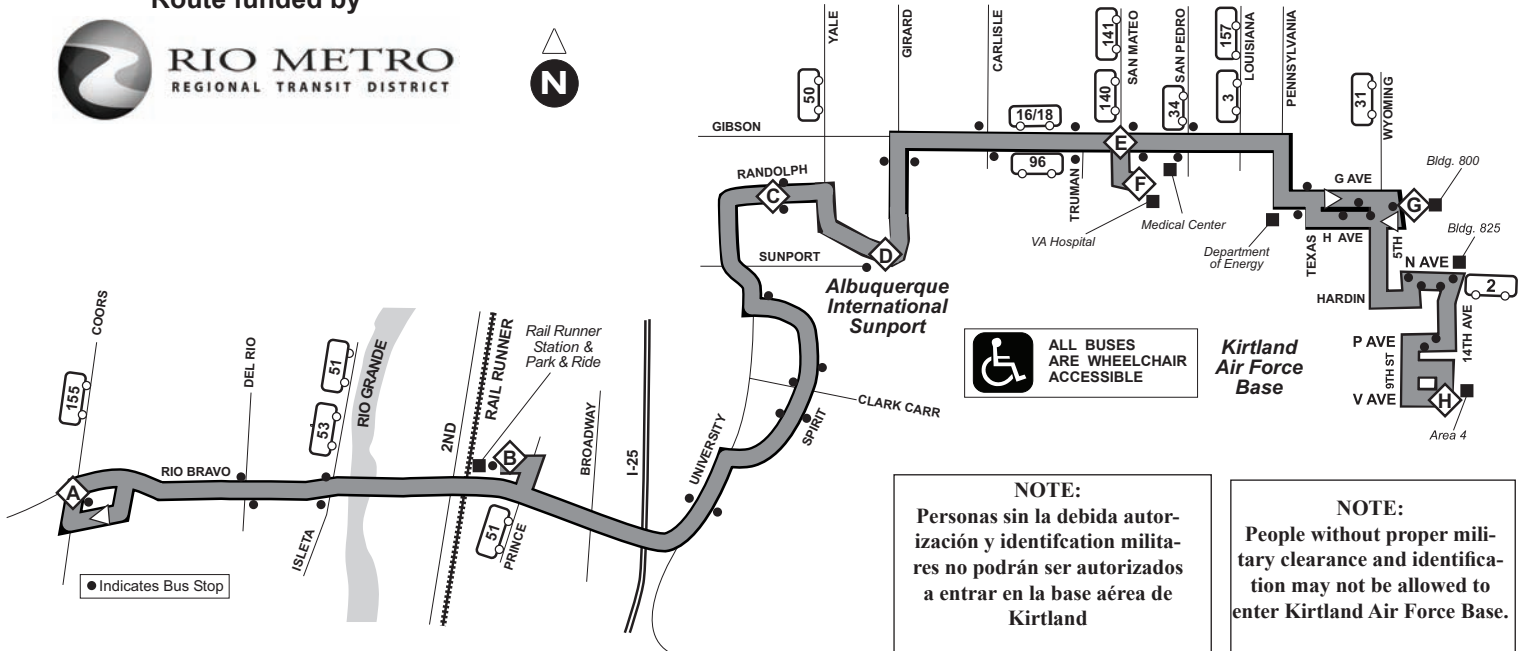 Route funded by
RIO METRO
REGIONAL TRANSIT DISTRICT
N
YALE
GIRARD
CARLISLE
SAN MATEO
SAN PEDRO
LOUISIANA
PENNSYLVANIA
WYOMING
50
141
140
34
157
3
31
GIBSON
16/18
96
E
F
TRUMAN
VA Hospital
Medical Center
RANDOLPH
C
D
SUNPORT
Albuquerque
International
Sunport
G AVE
G
Bldg. 800
Department
of Energy
TEXAS
H AVE
5TH
Bldg. 825
N AVE
2
HARDIN
14TH AVE
P AVE
9TH ST
V AVE
H
Area 4
Kirtland
Air Force
Base
ALL BUSES
ARE WHEELCHAIR
ACCESSIBLE
COORS
155
DEL RIO
51
53
RIO GRANDE
2ND
RAIL RUNNER
Rail Runner
Station &
Park & Ride
B
BROADWAY
I-25
UNIVERSITY
SPIRIT
CLARK CARR
A
RIO BRAVO
ISLETA
51
PRINCE
Indicates Bus Stop
NOTE:
Personas sin la debida autor-
ización y identifcation milita-
res no podrán ser autorizados
a entrar en la base aérea de
Kirtland
NOTE:
People without proper mili-
tary clearance and identifica-
tion may not be allowed to
enter Kirtland Air Force Base.